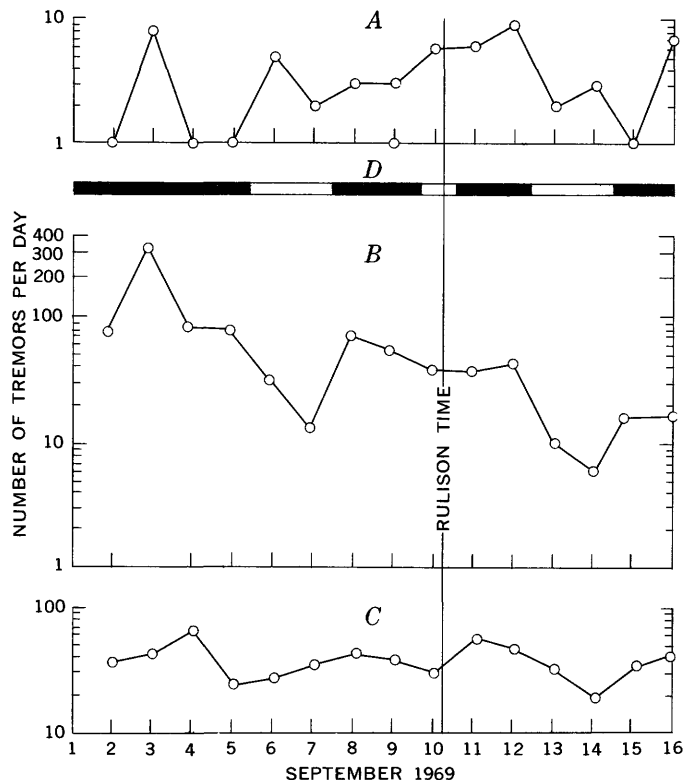 A
10
1
D
B
400
300
200
100
10
1
NUMBER OF TREMORS PER DAY
RULISON TIME
C
100
10
1 2 3 4 5 6 7 8 9 10 11 12 13 14 15 16
SEPTEMBER 1969